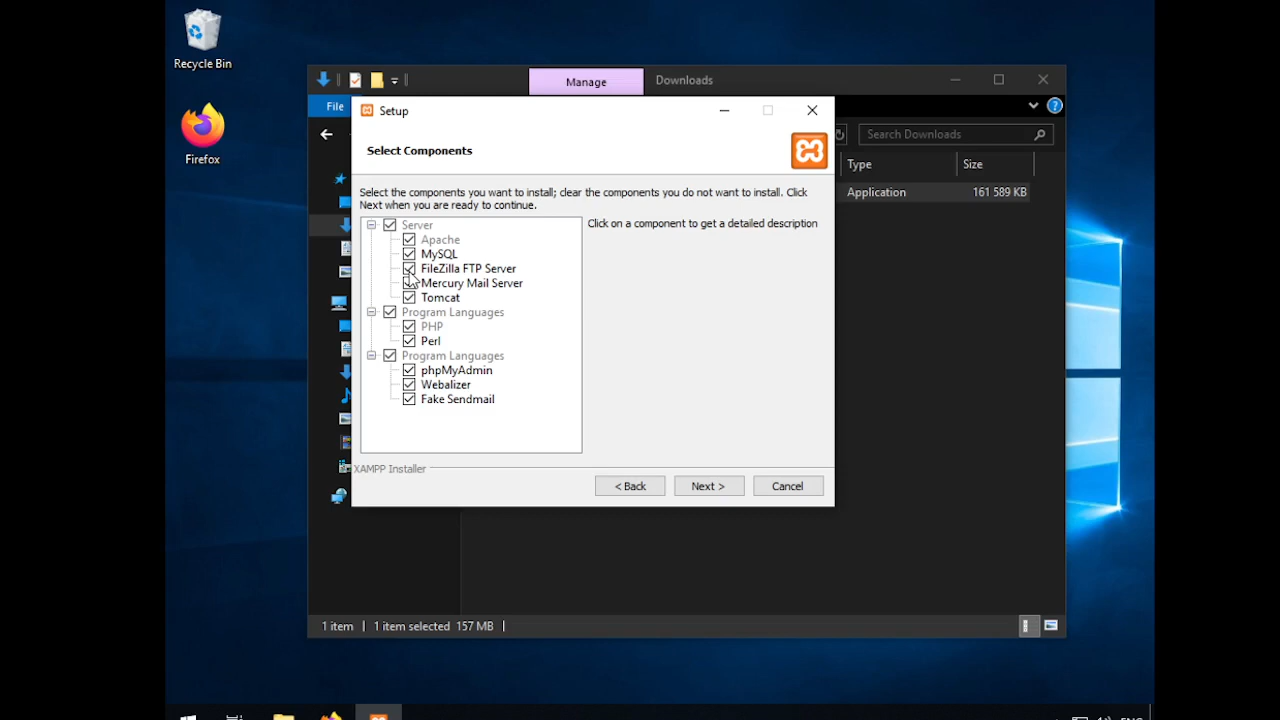 Recycle Bin
Firefox
Manage
Downloads
File
Setup
Search Downloads
Select Components
Type
Size
Select the components you want to install; clear the components you do not want to install. Click
Next when you are ready to continue.
Application
161 589 KB
Server
Click on a component to get a detailed description
Apache
MySQL
FileZilla FTP Server
Mercury Mail Server
Tomcat
Program Languages
PHP
Perl
Program Languages
phpMyAdmin
Webalizer
Fake Sendmail
XAMPP Installer
< Back
Next >
Cancel
1 item
1 item selected
157 MB